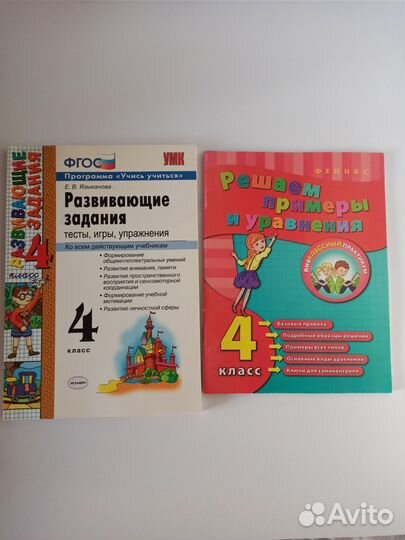 РАЗВИВАЮЩИЕ
ЗАДАНИЯ
4
класс
ФГОС
УМК
Программа «Учись учиться»
Е. В. Языканова
Развивающие
задания
тесты, игры, упражнения
Ко всем действующим учебникам
• Формирование
общеинтеллектуальных умений
• Развитие внимания, памяти
• Развитие пространственного
восприятия и сенсомоторной
координации
• Формирование учебной
мотивации
• Развитие личностной сферы
4
класс
ЭКЗАМЕН
ФЕНИКС
Решаем
примеры
и уравнения
ВНЕКЛАССНЫЙ ПРАКТИКУМ
4
класс
Базовые правила
Подробные образцы решений
Примеры всех типов
Основные виды уравнений
Ключи для самоконтроля
Avito